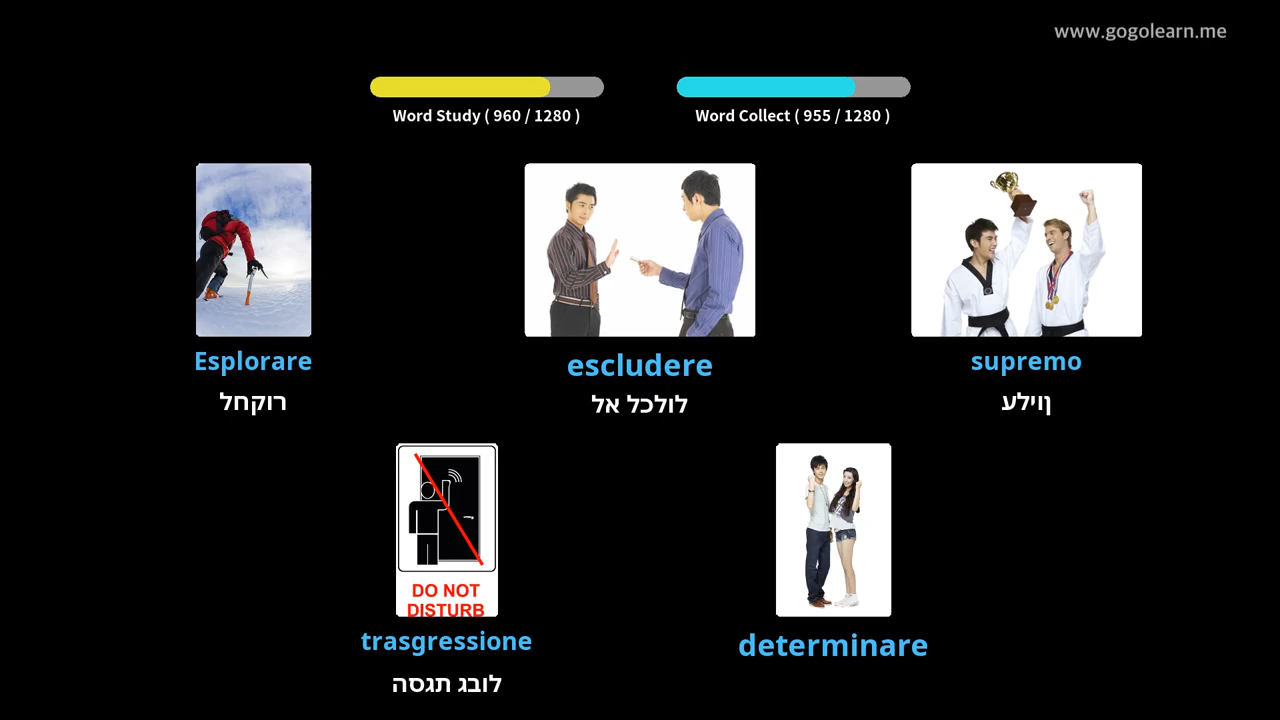 www.gogolearn.me
Word Study ( 960 / 1280 )
Word Collect ( 955 / 1280 )
Esplorare
רוקחל
escludere
לולכל אל
supremo
ןוילע
DO NOT
DISTURB
trasgressione
לובג תגסה
determinare